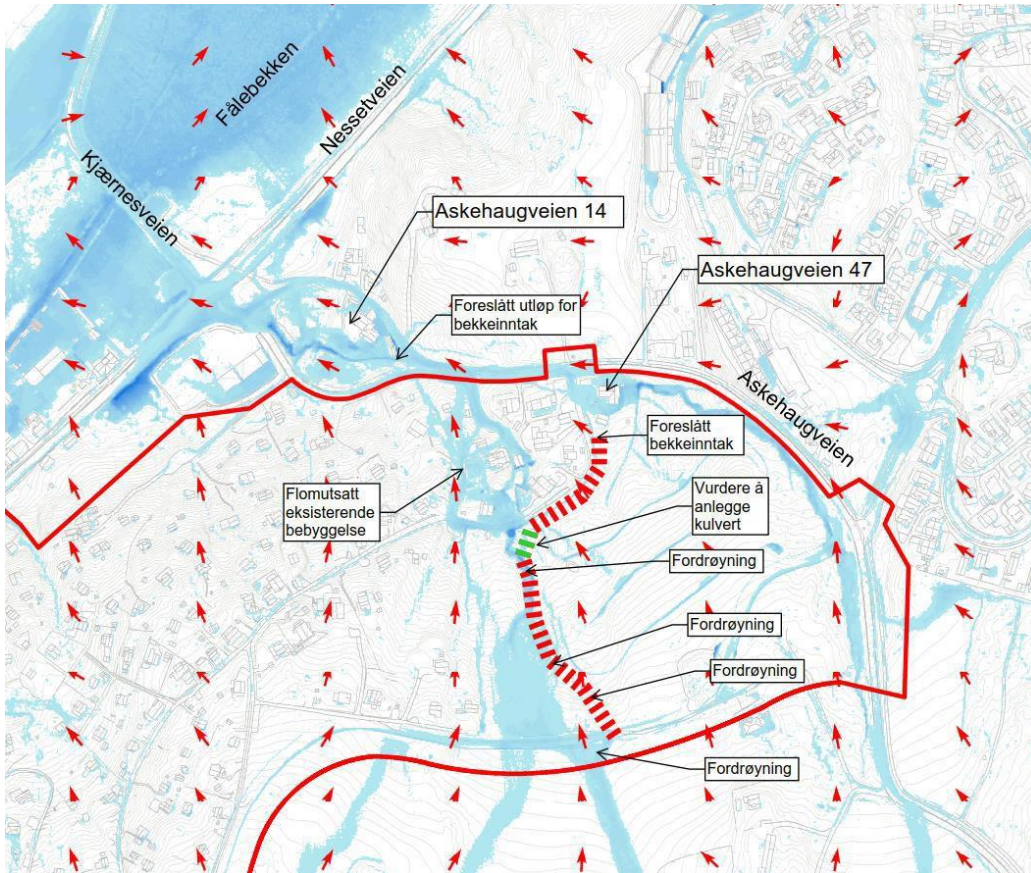 Fålebekken
Nessetveien
Kjærnesveien
Askehaugveien 14
Askehaugveien 47
Foreslått utløp for
bekkeinntak
Askehaugveien
Foreslått
bekkeinntak
Flomutsatt
eksisterende
bebyggelse
Vurdere å
anlegge
kulvert
Fordrøyning
Fordrøyning
Fordrøyning
Fordrøyning